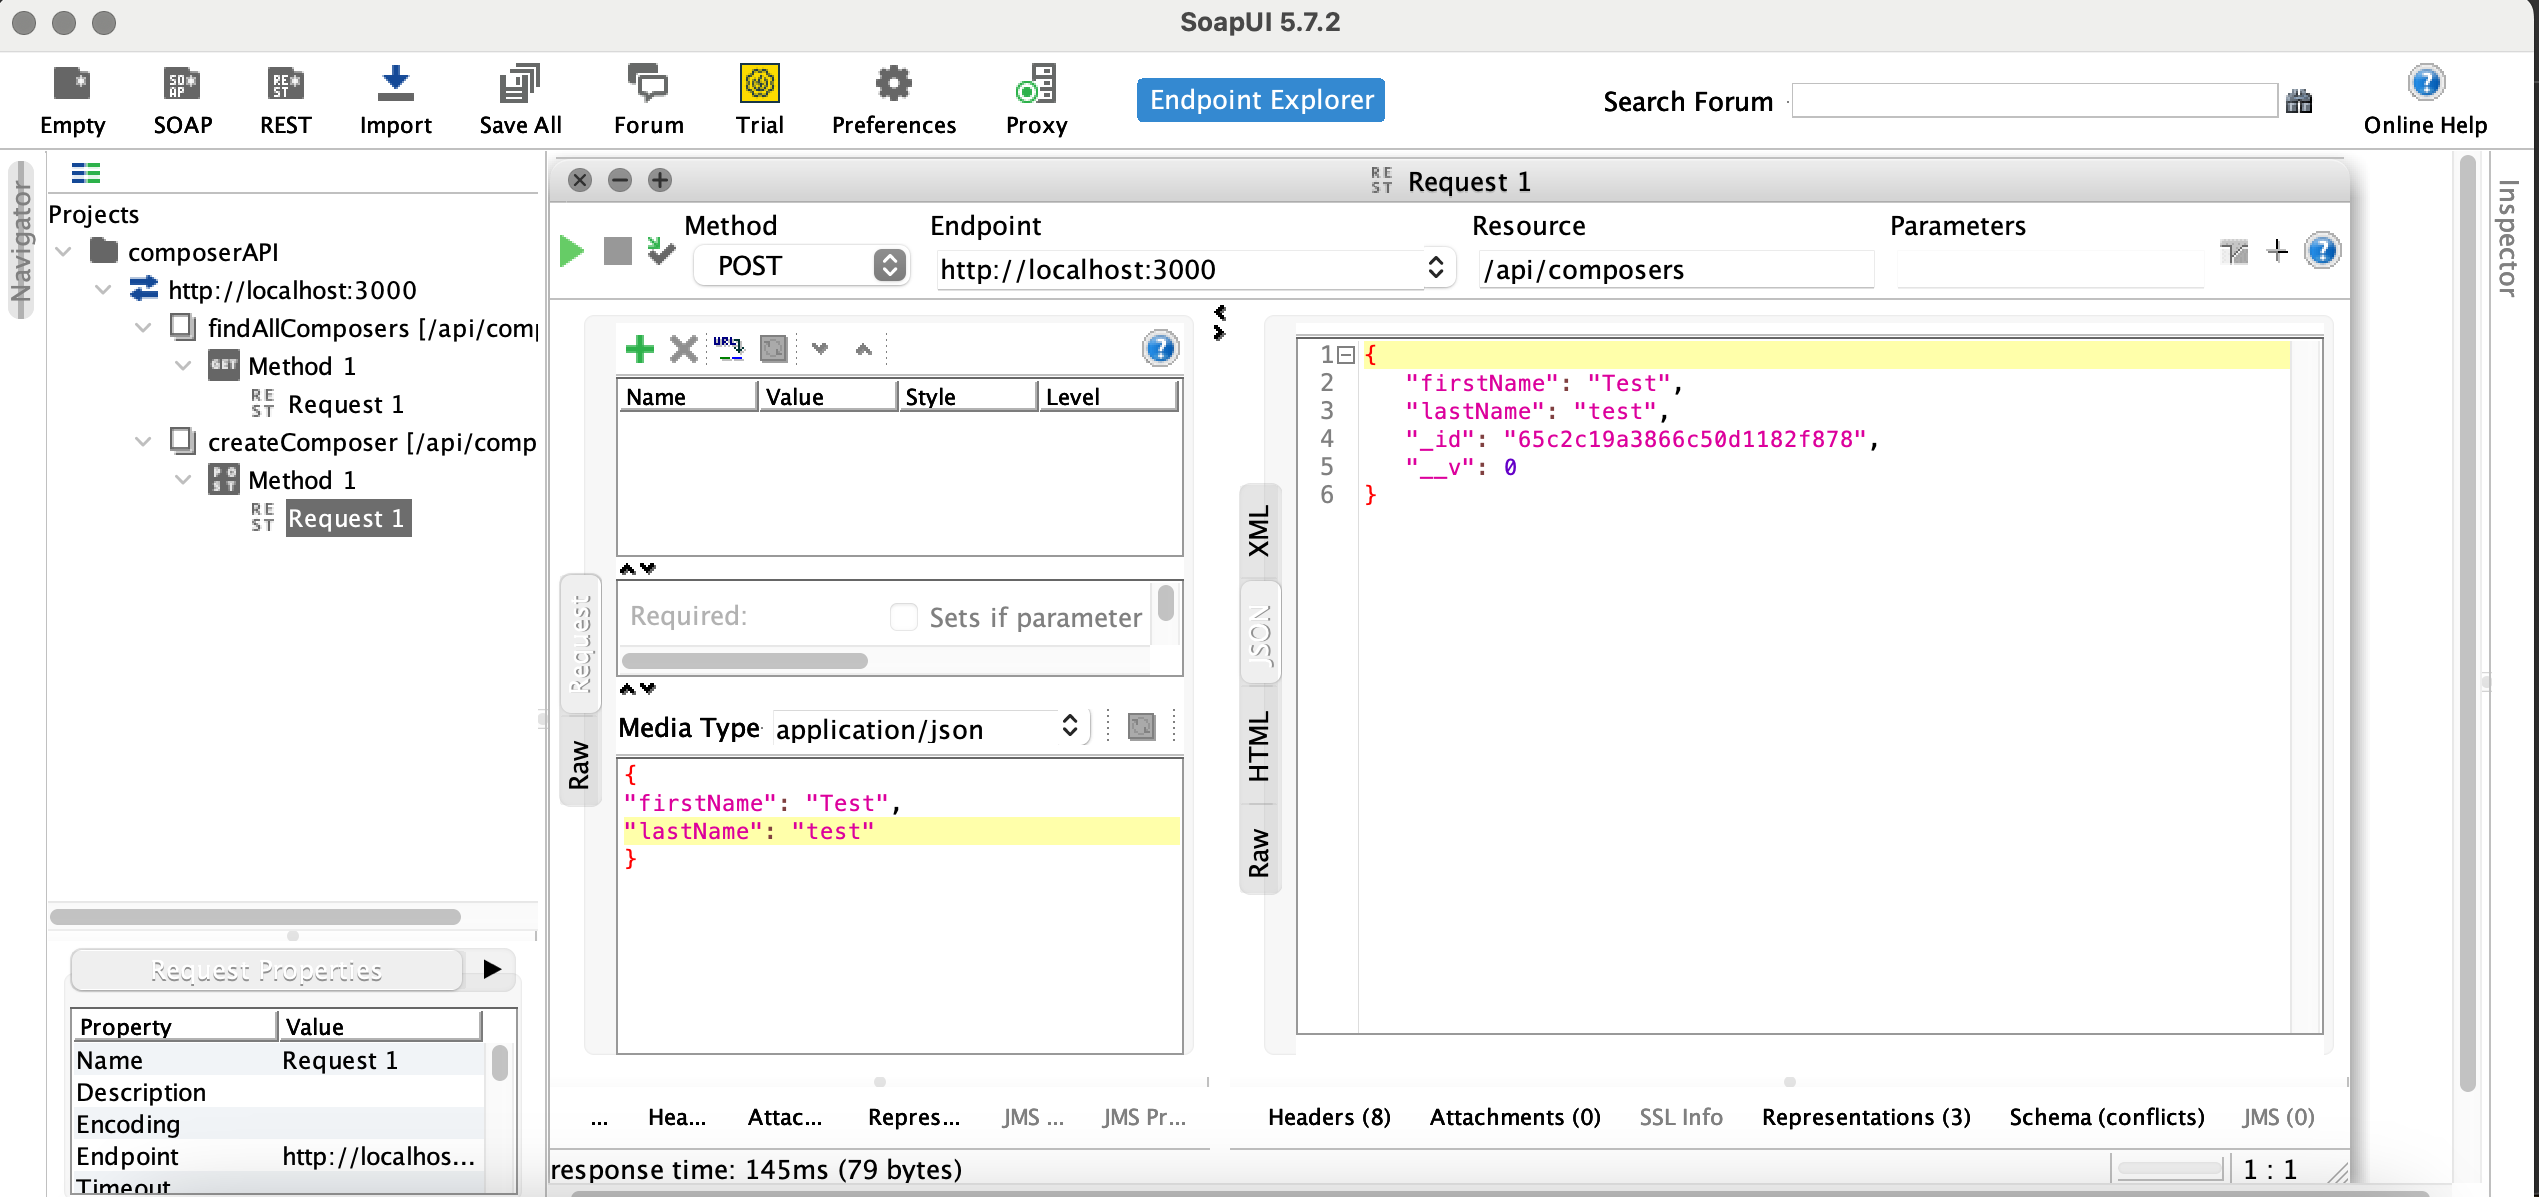 SoapUI 5.7.2
Empty
SOAP
REST
Import
Save All
Forum
Trial
Preferences
Proxy
Endpoint Explorer
Search Forum
Online Help
Navigator
Projects
composerAPI
http://localhost:3000
findAllComposers [/api/comp
GET Method 1
REST Request 1
createComposer [/api/comp
POST Method 1
REST Request 1
Request Properties
Property Value
Name Request 1
Description
Encoding
Endpoint http://localhos...
Timeout
REST Request 1
Method Endpoint Resource Parameters
POST http://localhost:3000 /api/composers
Request
Raw
Name Value Style Level
Required: Sets if parameter
Media Type application/json
{
"firstName": "Test",
"lastName": "test"
}
... Hea... Attac... Repres... JMS ... JMS Pr...
XML
JSON
HTML
Raw
1 {
2 "firstName": "Test",
3 "lastName": "test",
4 "_id": "65c2c19a3866c50d1182f878",
5 "__v": 0
6 }
Headers (8) Attachments (0) SSL Info Representations (3) Schema (conflicts) JMS (0)
response time: 145ms (79 bytes)
1 : 1
Inspector